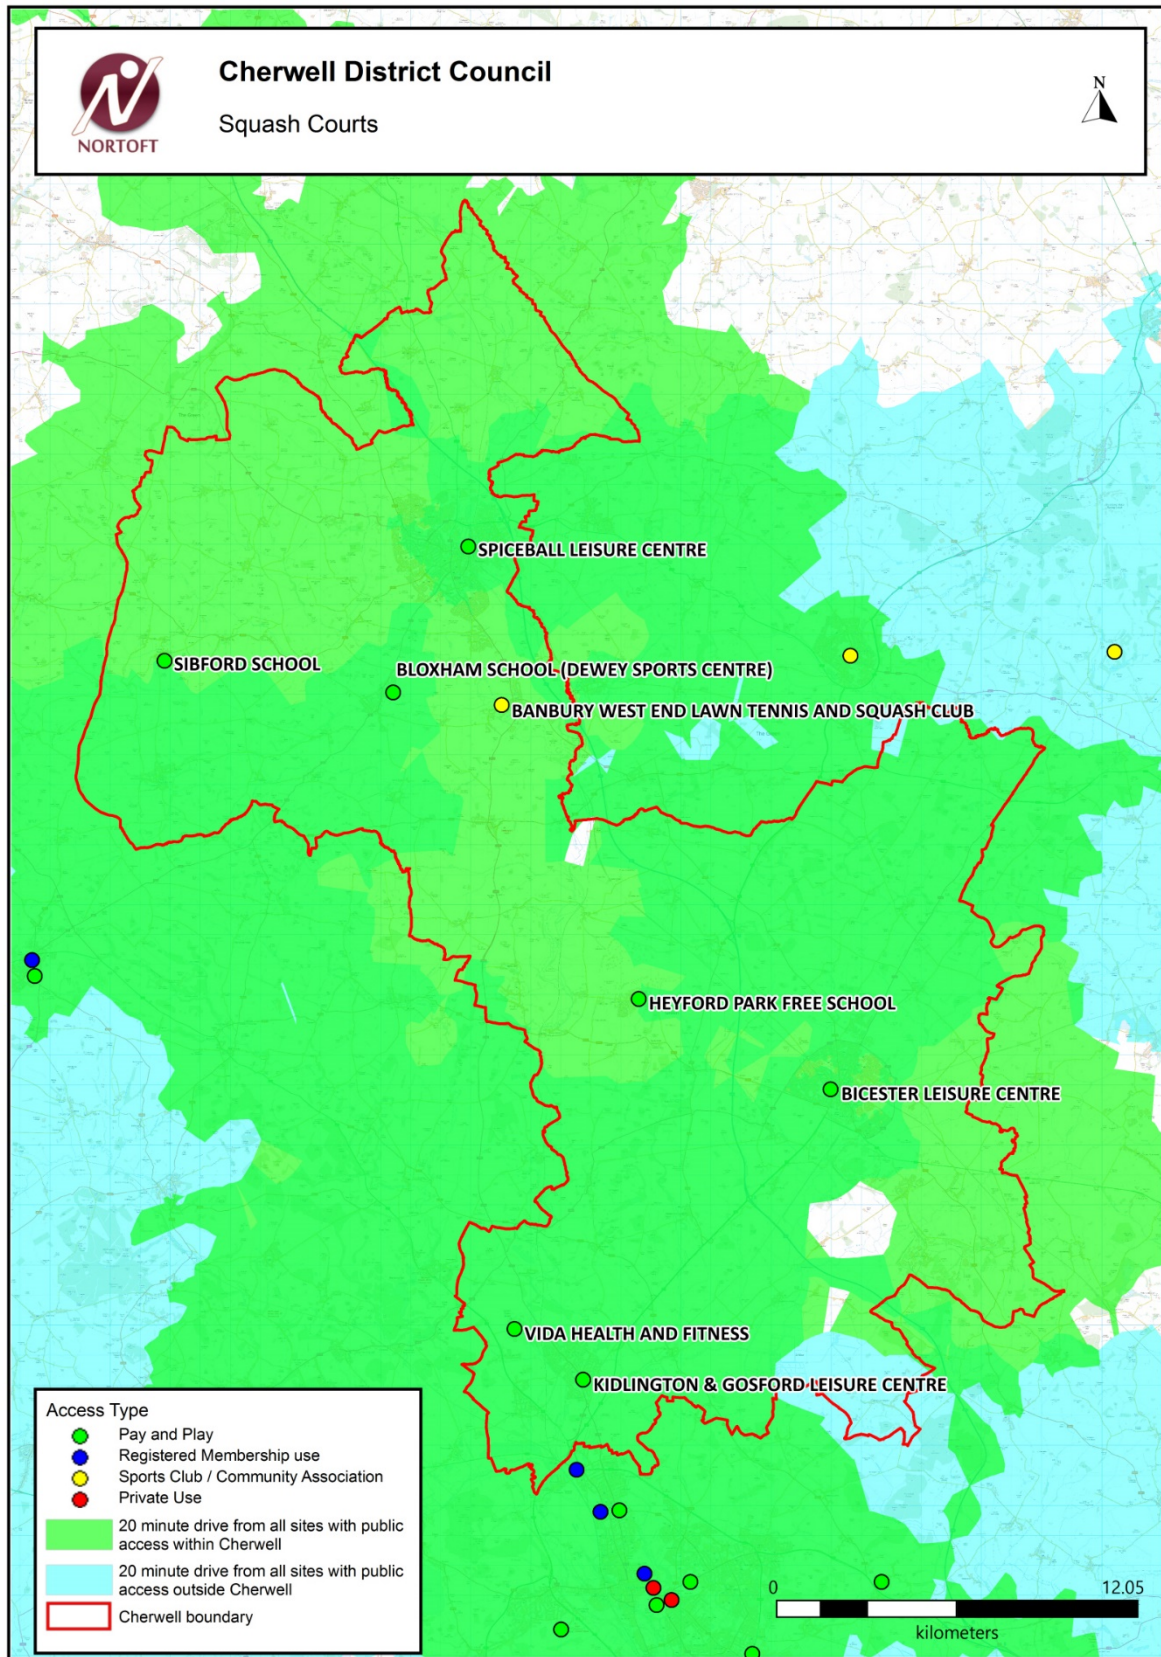 NORTOFT
Cherwell District Council
Squash Courts
N
SPICEBALL LEISURE CENTRE
SIBFORD SCHOOL
BLOXHAM SCHOOL (DEWEY SPORTS CENTRE)
BANBURY WEST END LAWN TENNIS AND SQUASH CLUB
HEYFORD PARK FREE SCHOOL
BICESTER LEISURE CENTRE
VIDA HEALTH AND FITNESS
KIDLINGTON & GOSFORD LEISURE CENTRE
Access Type
Pay and Play
Registered Membership use
Sports Club / Community Association
Private Use
20 minute drive from all sites with public
access within Cherwell
20 minute drive from all sites with public
access outside Cherwell
Cherwell boundary
0 12.05
kilometers